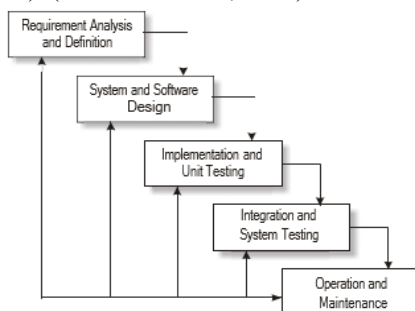 Requirement Analysis
and Definition
System and Software
Design
Implementation and
Unit Testing
Integration and
System Testing
Operation and
Maintenance